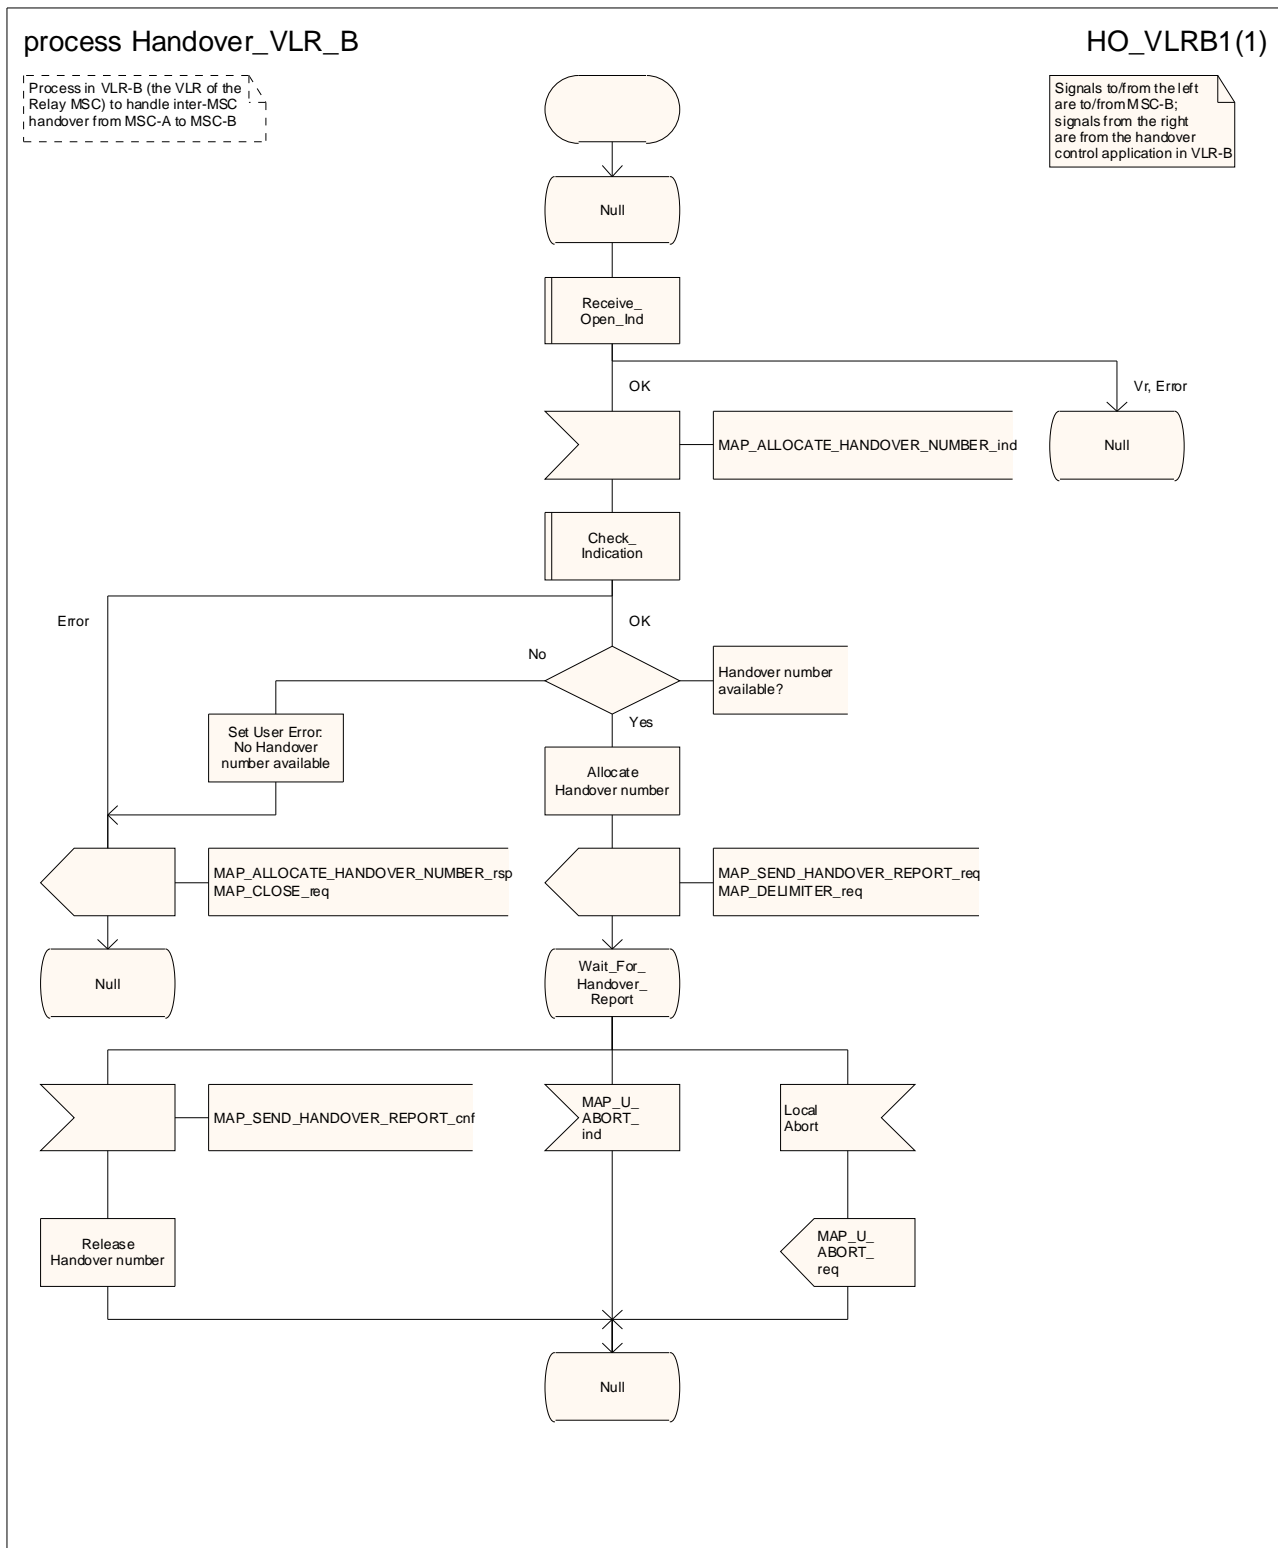 process Handover_VLR_B
HO_VLRB1(1)
Process in VLR-B (the VLR of the
Relay MSC) to handle inter-MSC
handover from MSC-A to MSC-B
Signals to/from the left
are to/from MSC-B;
signals from the right
are from the handover
control application in VLR-B
Null
Receive_
Open_Ind
OK
Vr, Error
MAP_ALLOCATE_HANDOVER_NUMBER_ind
Null
Check_
Indication
Error
OK
No
Handover number
available?
Yes
Set User Error:
No Handover
number available
Allocate
Handover number
MAP_ALLOCATE_HANDOVER_NUMBER_rsp
MAP_CLOSE_req
MAP_SEND_HANDOVER_REPORT_req
MAP_DELIMITER_req
Null
Wait_For_
Handover_
Report
MAP_SEND_HANDOVER_REPORT_cnf
MAP_U_
ABORT_
ind
Local
Abort
Release
Handover number
MAP_U_
ABORT_
req
Null